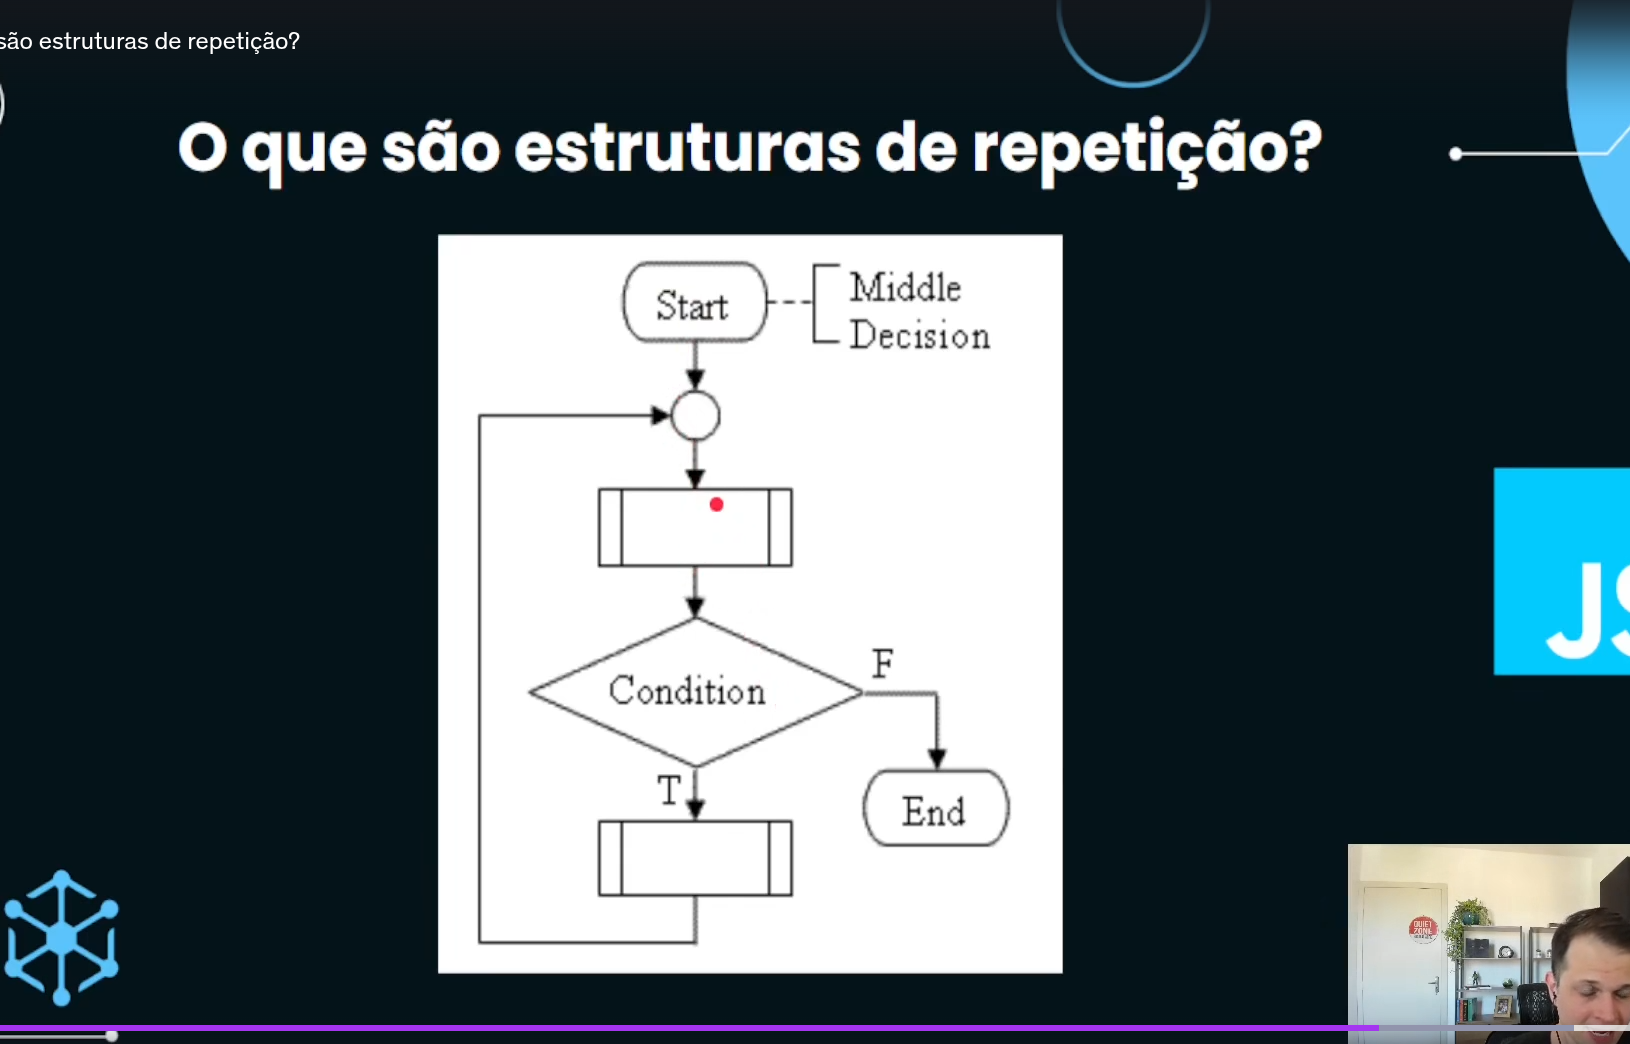 são estruturas de repetição?
O que são estruturas de repetição?
Start
Middle
Decision
Condition
F
T
End
JS
QUIET
ZONE